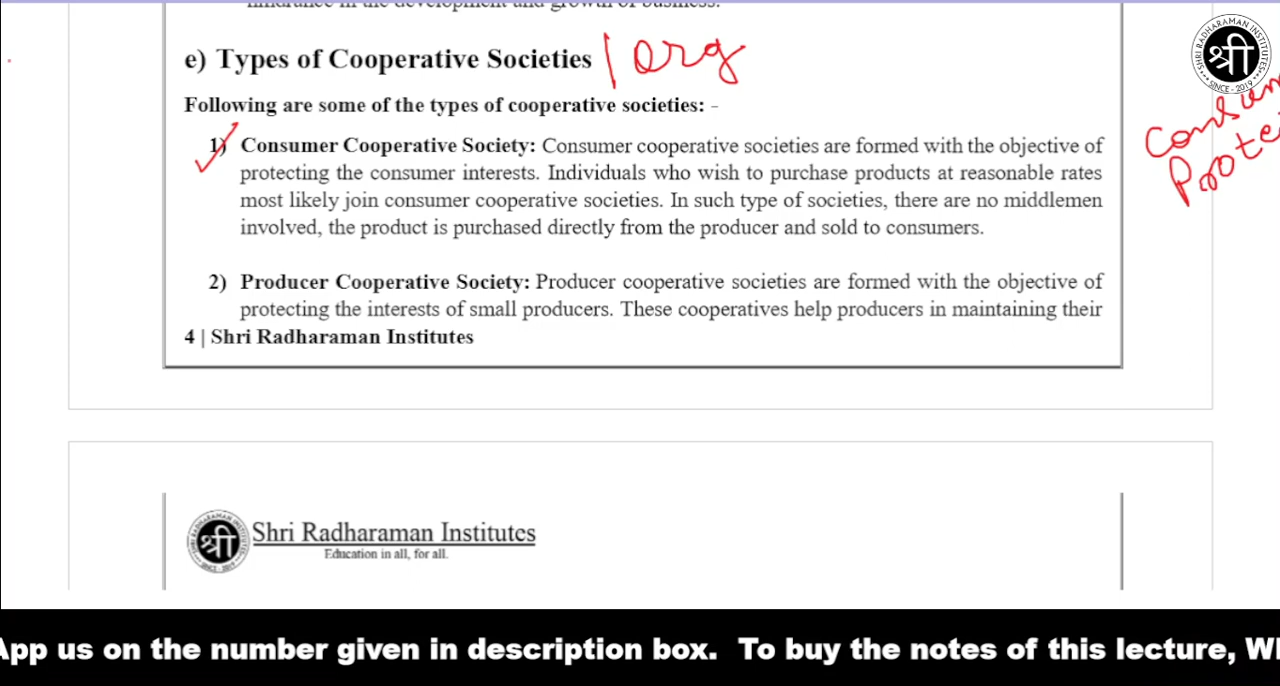 e) Types of Cooperative Societies | org
Following are some of the types of cooperative societies: -
1) Consumer Cooperative Society: Consumer cooperative societies are formed with the objective of
protecting the consumer interests. Individuals who wish to purchase products at reasonable rates
most likely join consumer cooperative societies. In such type of societies, there are no middlemen
involved, the product is purchased directly from the producer and sold to consumers.
2) Producer Cooperative Society: Producer cooperative societies are formed with the objective of
protecting the interests of small producers. These cooperatives help producers in maintaining their
4 | Shri Radharaman Institutes
SHRI RADHARAMAN INSTITUTES
श्री
SINCE - 2019
Consum
Prote
श्री
Shri Radharaman Institutes
Education in all, for all.
App us on the number given in description box. To buy the notes of this lecture, Wh